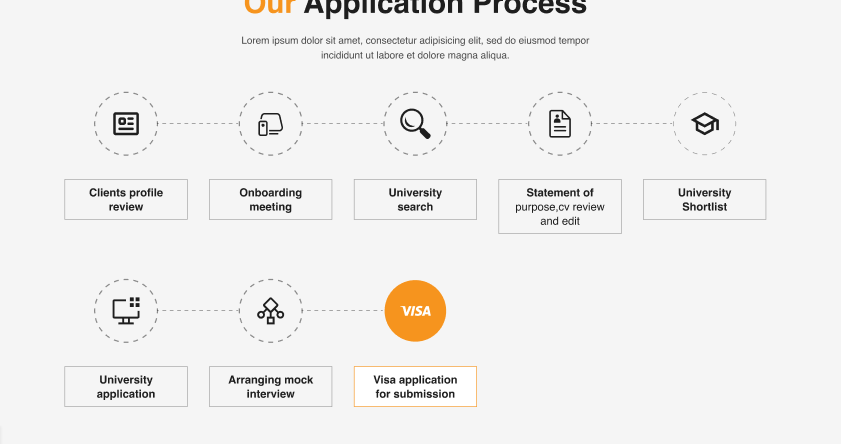 Our Application Process
Lorem ipsum dolor sit amet, consectetur adipisicing elit, sed do eiusmod tempor
incididunt ut labore et dolore magna aliqua.
Clients profile
review
Onboarding
meeting
University
search
Statement of
purpose,cv review
and edit
University
Shortlist
VISA
University
application
Arranging mock
interview
Visa application
for submission